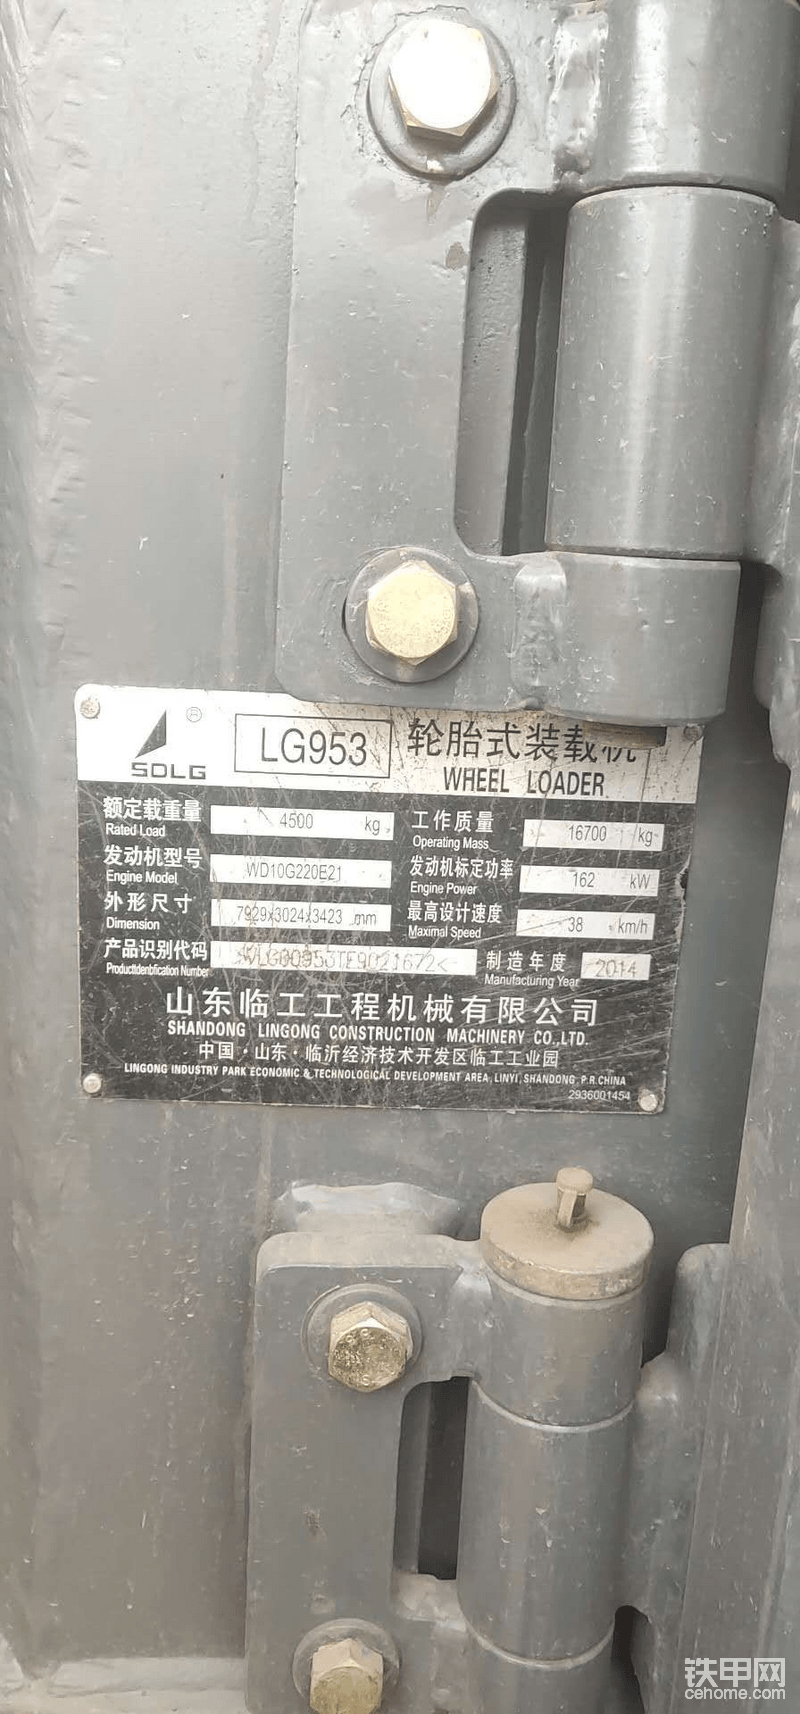 SDLG ®
LG953
轮胎式装载机
WHEEL LOADER
额定载重量 4500 kg
Rated Load
工作质量 16700 kg
Operating Mass
发动机型号 WD10G220E21
Engine Model
发动机标定功率 162 kW
Engine Power
外形尺寸 7929x3024x3423 mm
Dimension
最高设计速度 38 km/h
Maximal Speed
产品识别代码
ProductIdentification Number
制造年度 2014
Manufacturing Year
山东临工工程机械有限公司
SHANDONG LINGONG CONSTRUCTION MACHINERY CO.,LTD.
中国·山东·临沂经济技术开发区临工工业园
LINGONG INDUSTRY PARK ECONOMIC & TECHNOLOGICAL DEVELOPMENT AREA, LINYI, SHANDONG, P.R.CHINA
2936001454
铁甲网
cehome.com